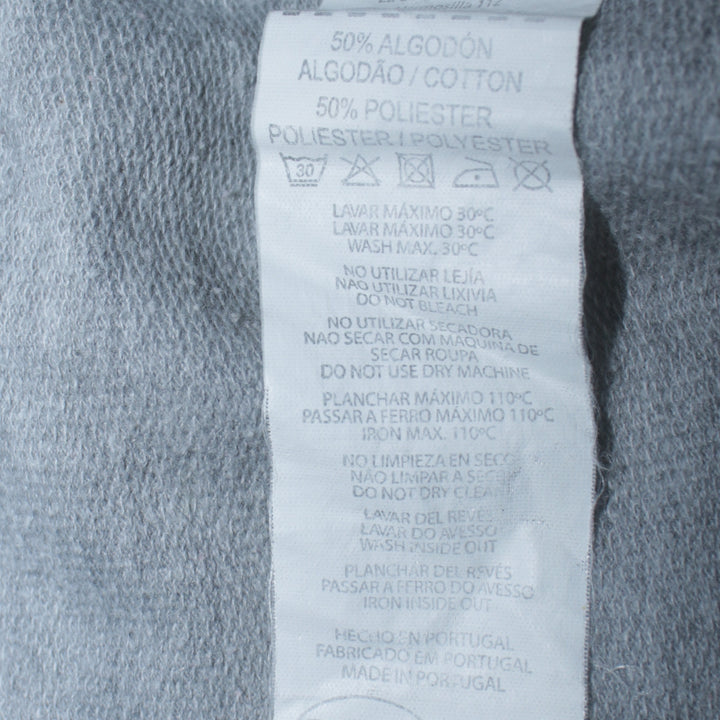 50% ALGODÓN
ALGODÃO / COTTON
50% POLIESTER
POLIESTER / POLYESTER
30
LAVAR MÁXIMO 30ºC
LAVAR MÁXIMO 30ºC
WASH MAX. 30ºC
NO UTILIZAR LEJÍA
NAO UTILIZAR LIXIVIA
DO NOT BLEACH
NO UTILIZAR SECADORA
NAO SECAR COM MAQUINA DE
SECAR ROUPA
DO NOT USE DRY MACHINE
PLANCHAR MÁXIMO 110ºC
PASSAR A FERRO MÁXIMO 110ºC
IRON MAX. 110ºC
NO LIMPIEZA EN SECO
NÃO LIMPAR A SECO
DO NOT DRY CLEAN
LAVAR DEL REVÉS
LAVAR DO AVESSO
WASH INSIDE OUT
PLANCHAR DEL REVÉS
PASSAR A FERRO DO AVESSO
IRON INSIDE OUT
HECHO EN PORTUGAL
FABRICADO EM PORTUGAL
MADE IN PORTUGAL